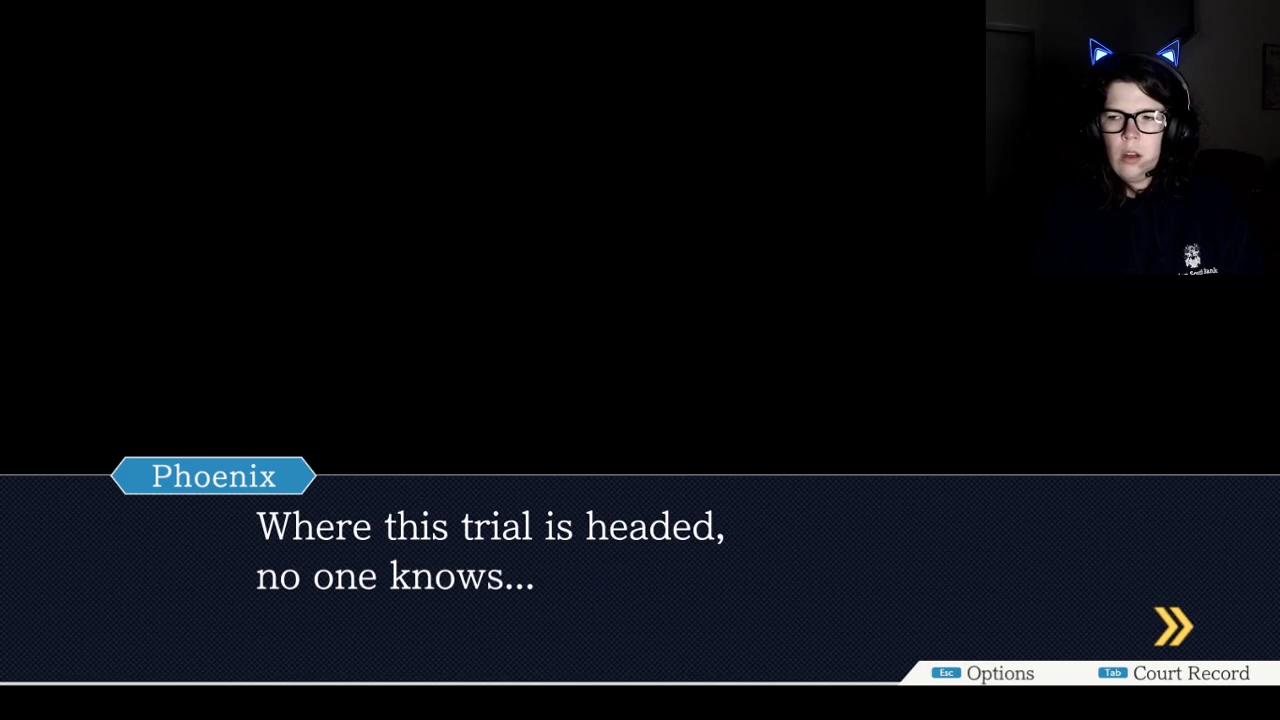 Phoenix
Where this trial is headed,
no one knows...
Esc Options
Tab Court Record